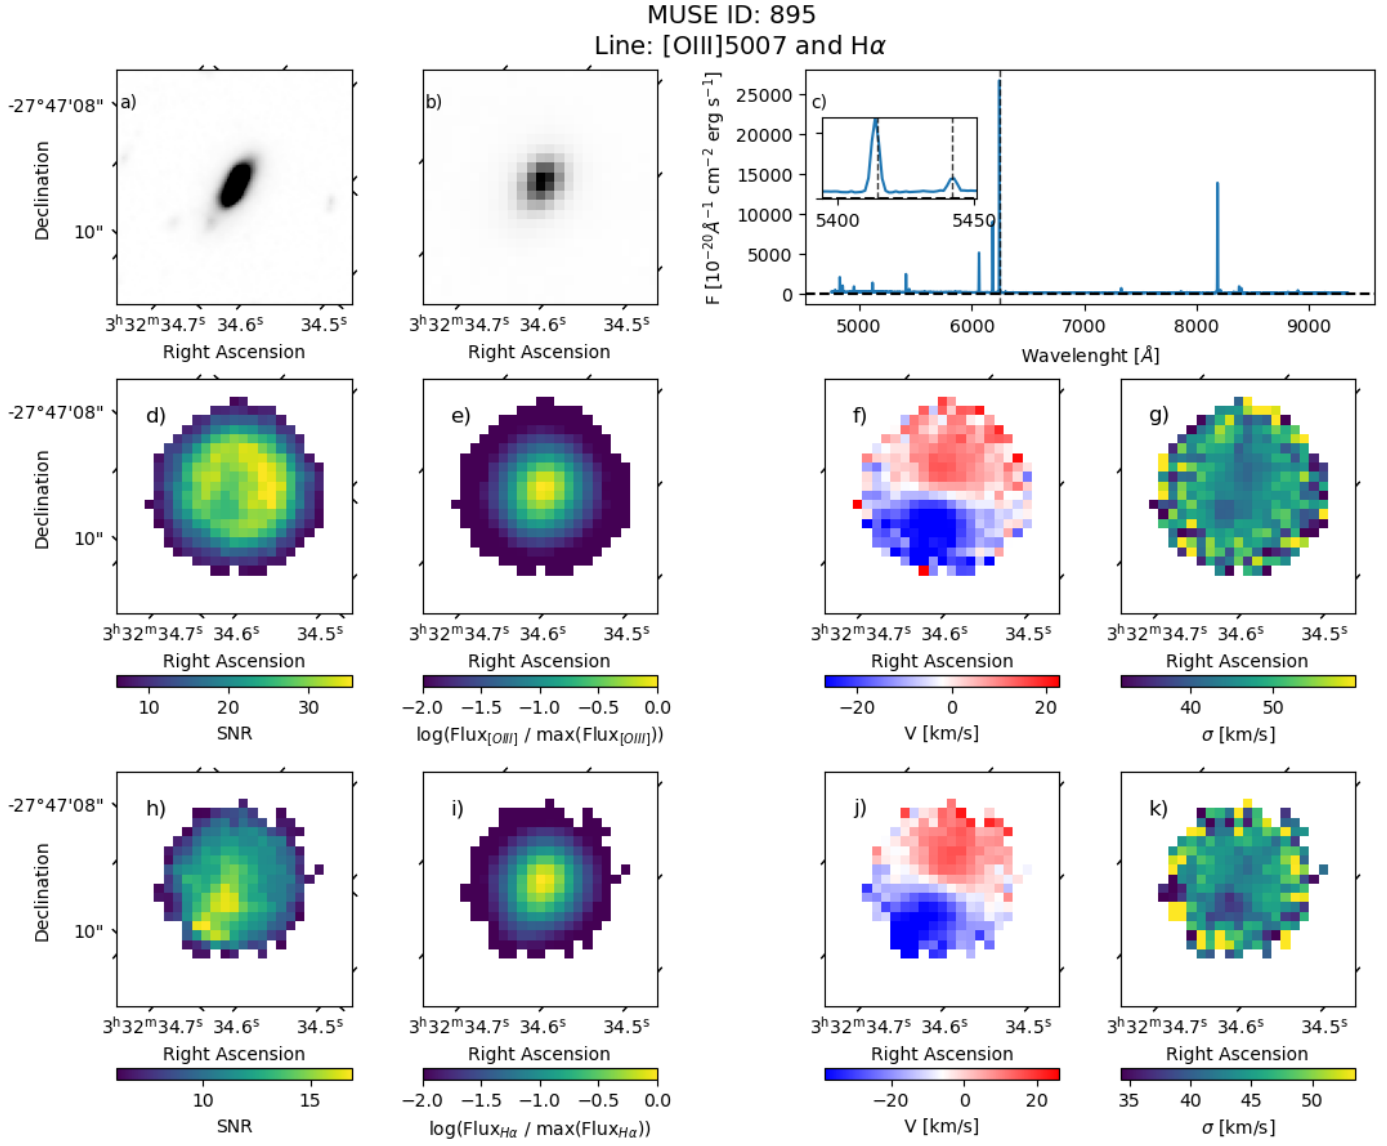 MUSE ID: 895
Line: [OIII]5007 and Hα
a)
-27°47'08"
10"
Declination
3ʰ32ᵐ34.7ˢ 34.6ˢ 34.5ˢ
Right Ascension
b)
3ʰ32ᵐ34.7ˢ 34.6ˢ 34.5ˢ
Right Ascension
c)
F [10⁻²⁰Å⁻¹ cm⁻² erg s⁻¹]
25000
20000
15000
10000
5000
0
5400 5450
5000 6000 7000 8000 9000
Wavelenght [Å]
d)
-27°47'08"
10"
Declination
3ʰ32ᵐ34.7ˢ 34.6ˢ 34.5ˢ
Right Ascension
10 20 30
SNR
e)
3ʰ32ᵐ34.7ˢ 34.6ˢ 34.5ˢ
Right Ascension
−2.0 −1.5 −1.0 −0.5 0.0
log(Flux[OIII] / max(Flux[OIII]))
f)
3ʰ32ᵐ34.7ˢ 34.6ˢ 34.5ˢ
Right Ascension
−20 0 20
V [km/s]
g)
3ʰ32ᵐ34.7ˢ 34.6ˢ 34.5ˢ
Right Ascension
40 50
σ [km/s]
h)
-27°47'08"
10"
Declination
3ʰ32ᵐ34.7ˢ 34.6ˢ 34.5ˢ
Right Ascension
10 15
SNR
i)
3ʰ32ᵐ34.7ˢ 34.6ˢ 34.5ˢ
Right Ascension
−2.0 −1.5 −1.0 −0.5 0.0
log(FluxHα / max(FluxHα))
j)
3ʰ32ᵐ34.7ˢ 34.6ˢ 34.5ˢ
Right Ascension
−20 0 20
V [km/s]
k)
3ʰ32ᵐ34.7ˢ 34.6ˢ 34.5ˢ
Right Ascension
35 40 45 50
σ [km/s]